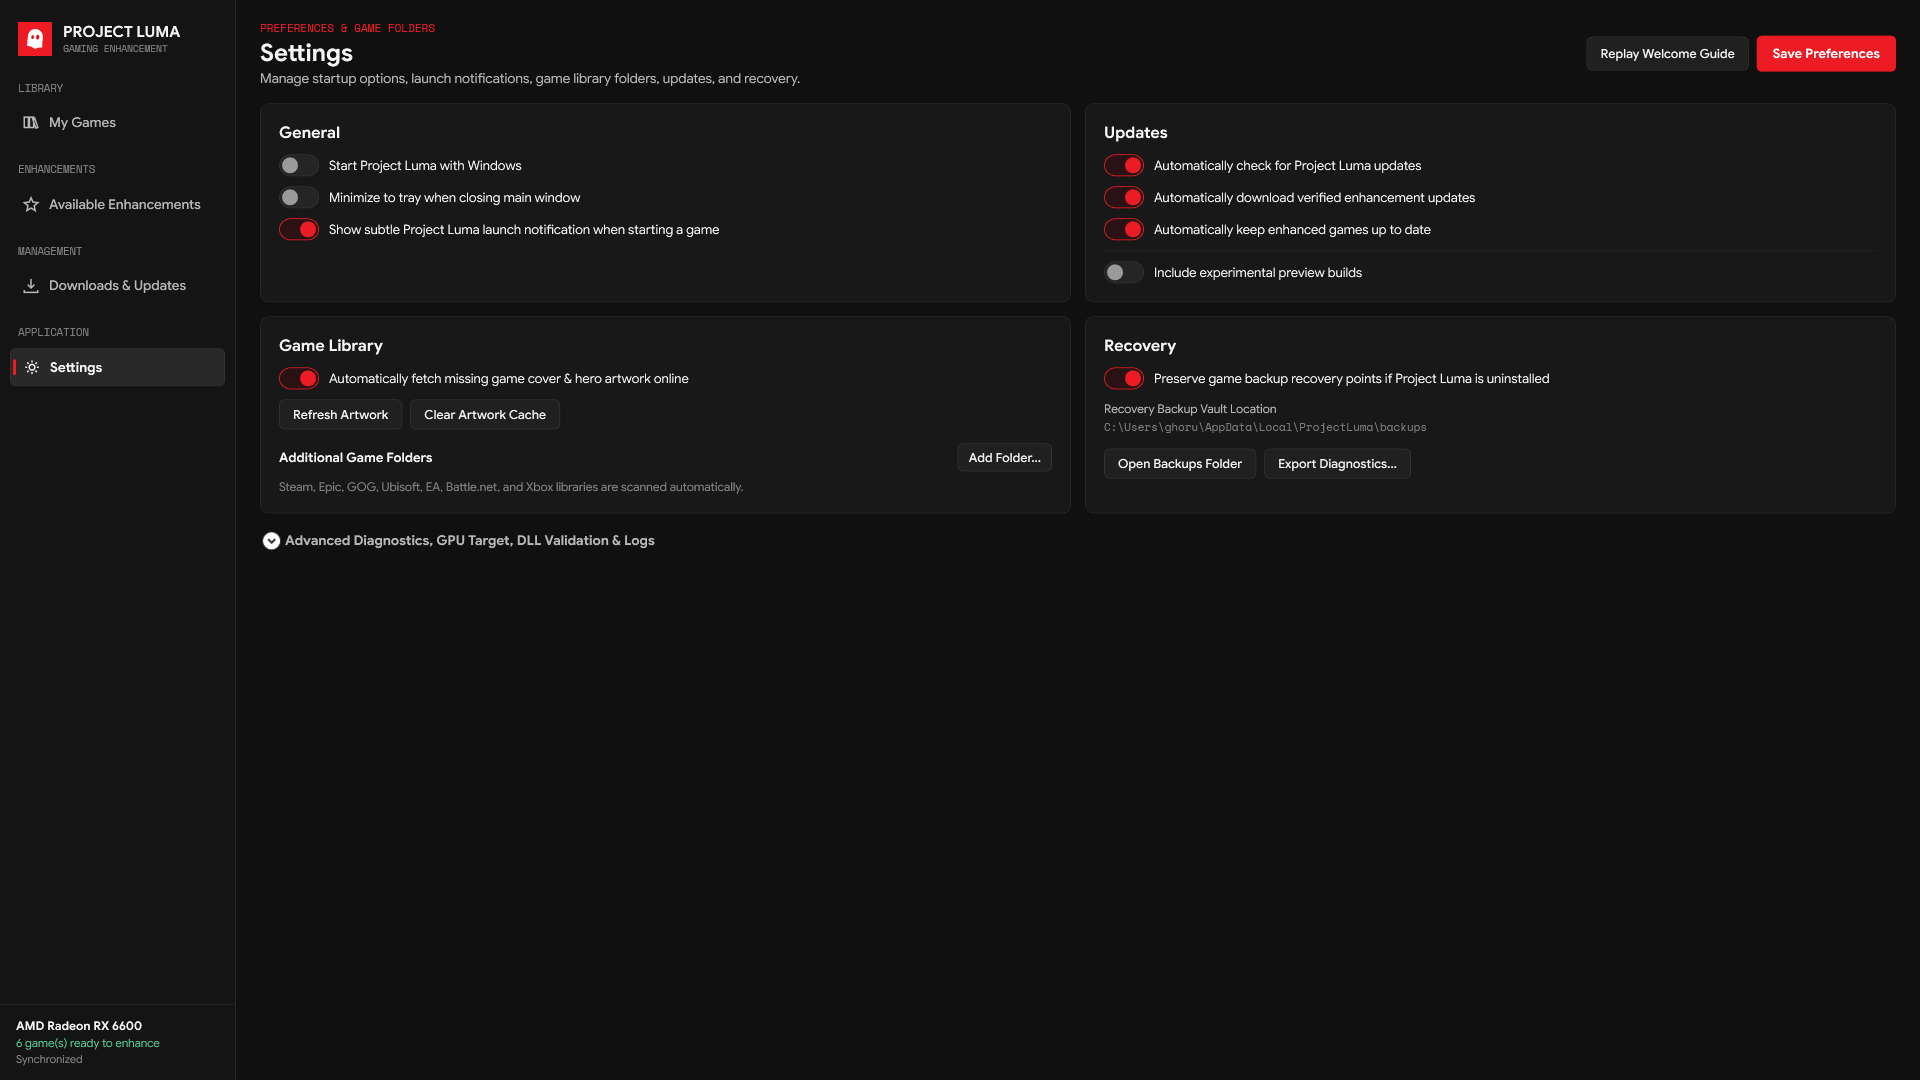 PROJECT LUMA
GAMING ENHANCEMENT
LIBRARY
My Games
ENHANCEMENTS
Available Enhancements
MANAGEMENT
Downloads & Updates
APPLICATION
Settings
AMD Radeon RX 6600
6 game(s) ready to enhance
Synchronized
PREFERENCES & GAME FOLDERS
Settings
Manage startup options, launch notifications, game library folders, updates, and recovery.
Replay Welcome Guide
Save Preferences
General
Start Project Luma with Windows
Minimize to tray when closing main window
Show subtle Project Luma launch notification when starting a game
Updates
Automatically check for Project Luma updates
Automatically download verified enhancement updates
Automatically keep enhanced games up to date
Include experimental preview builds
Game Library
Automatically fetch missing game cover & hero artwork online
Refresh Artwork
Clear Artwork Cache
Additional Game Folders
Add Folder...
Steam, Epic, GOG, Ubisoft, EA, Battle.net, and Xbox libraries are scanned automatically.
Recovery
Preserve game backup recovery points if Project Luma is uninstalled
Recovery Backup Vault Location
C:\Users\ghoru\AppData\Local\ProjectLuma\backups
Open Backups Folder
Export Diagnostics...
Advanced Diagnostics, GPU Target, DLL Validation & Logs